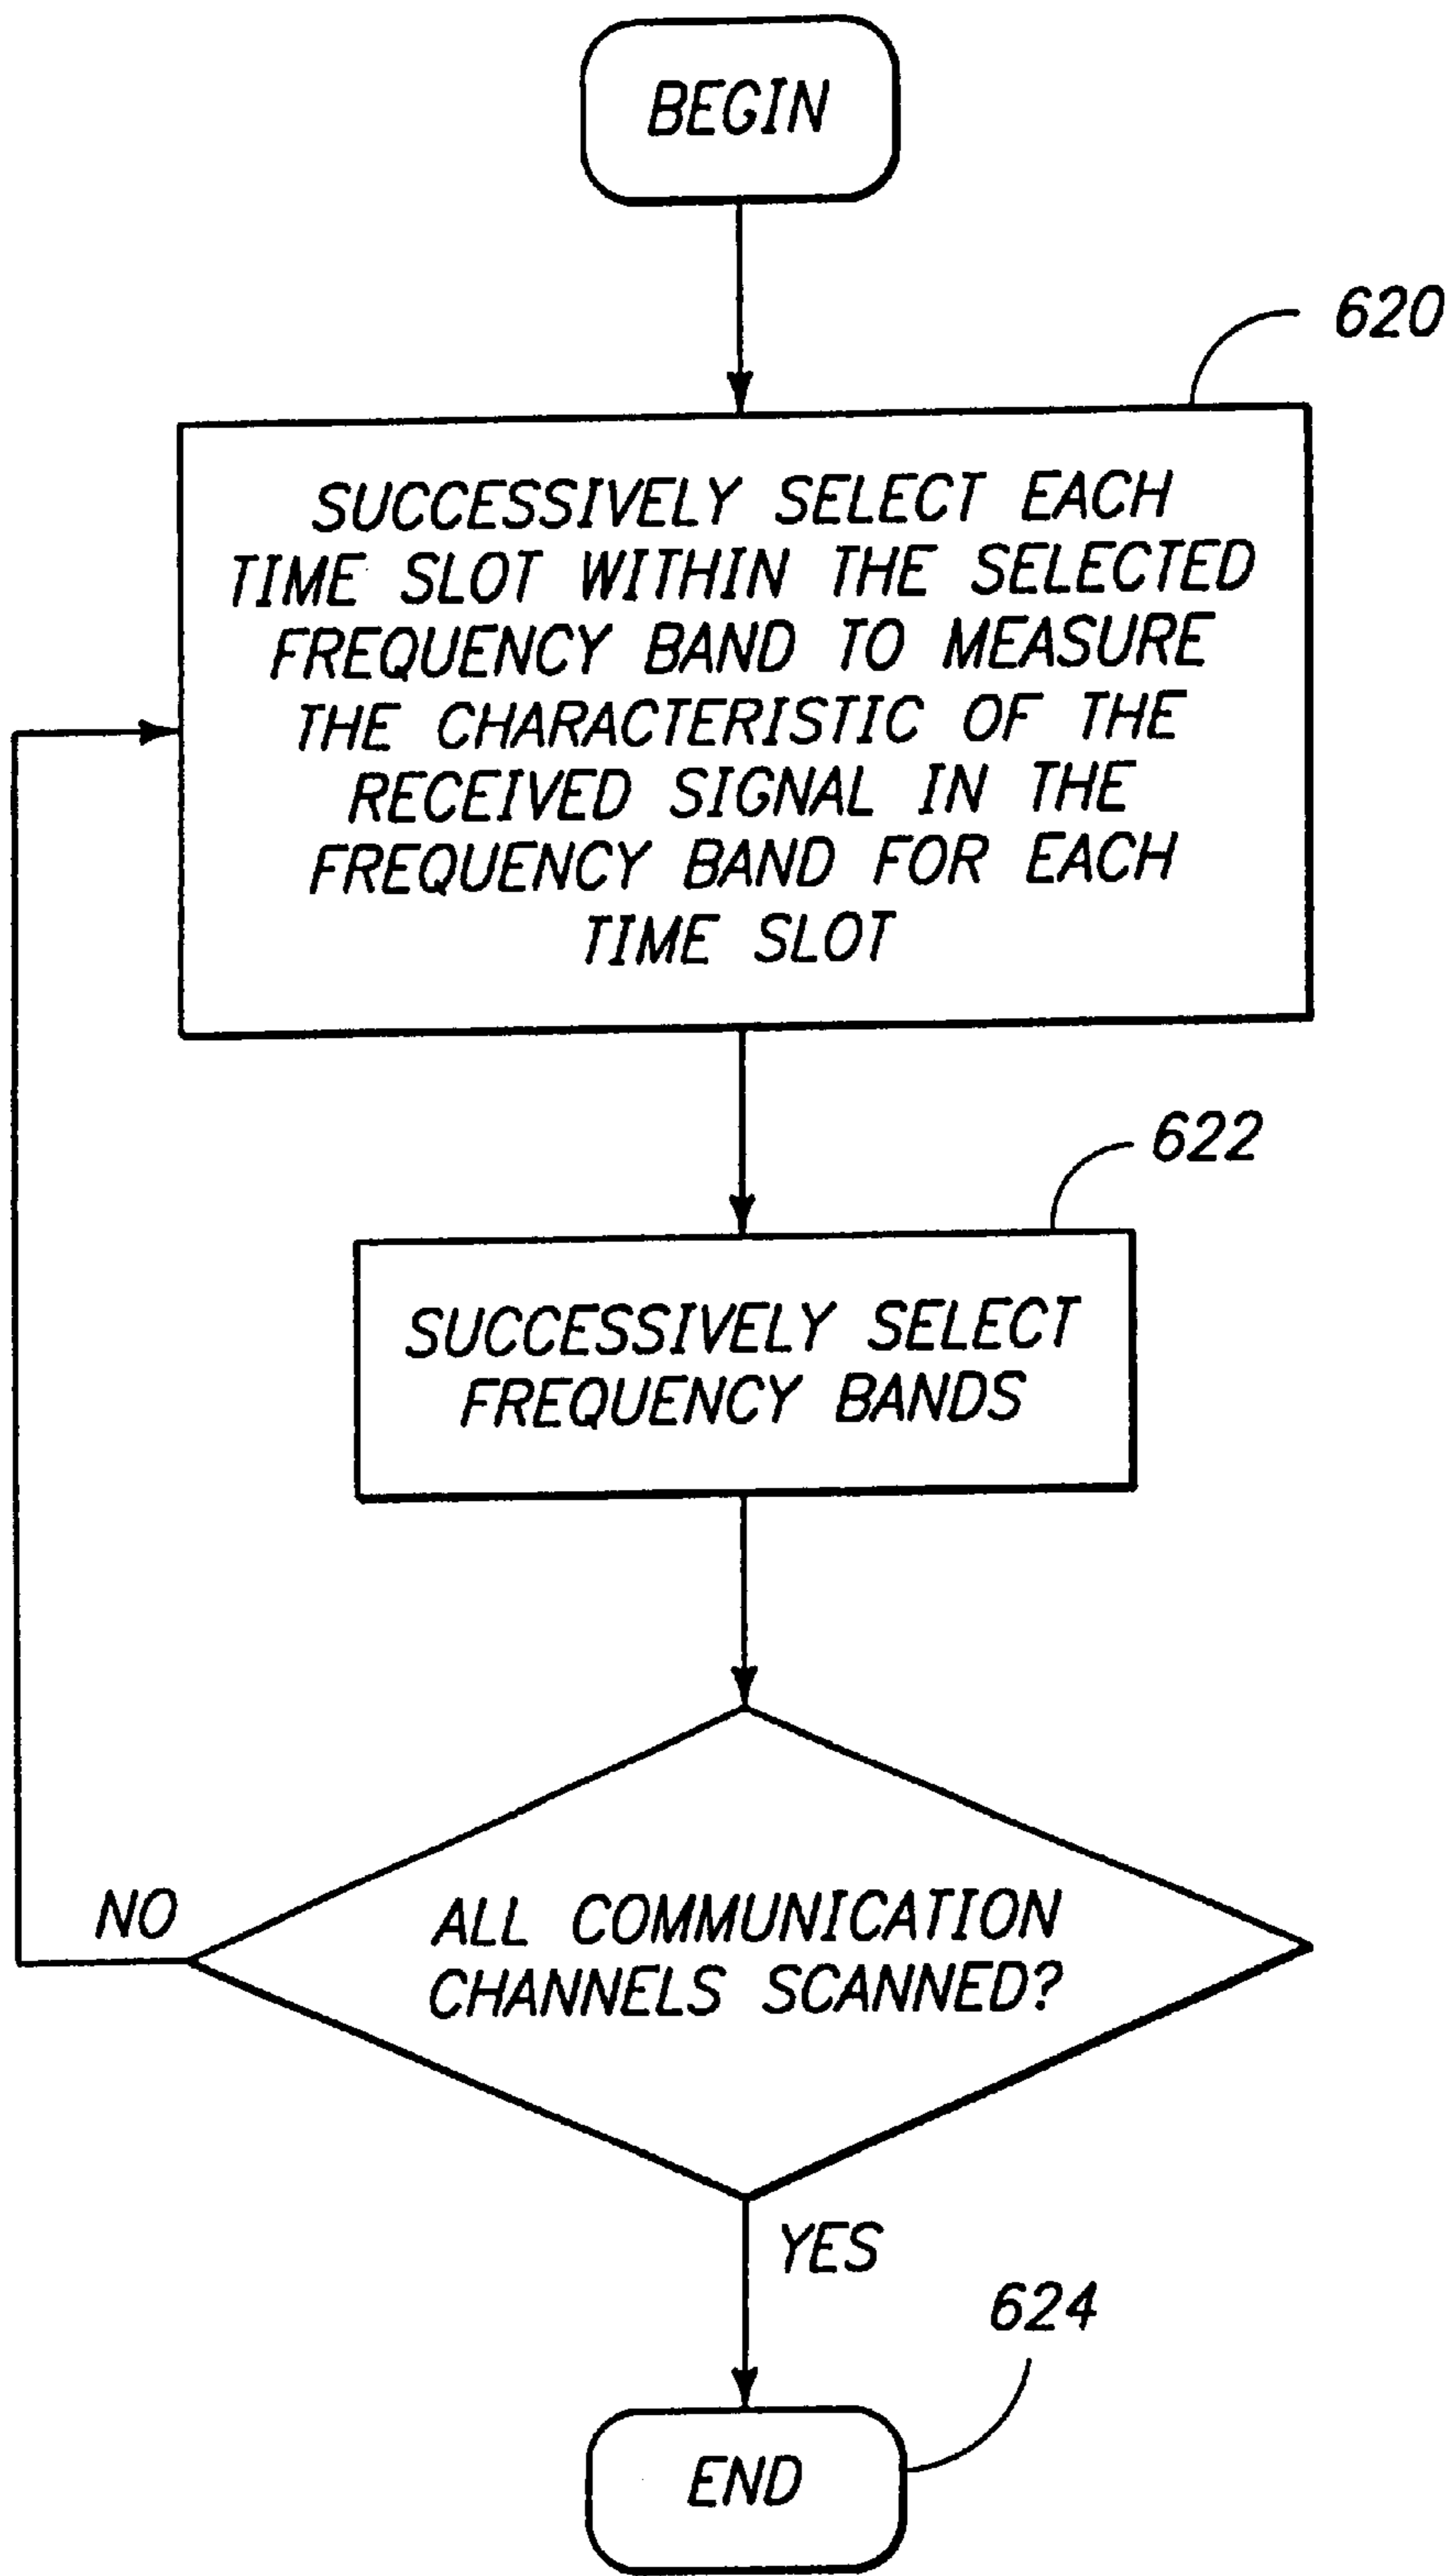 BEGIN
620
SUCCESSIVELY SELECT EACH
TIME SLOT WITHIN THE SELECTED
FREQUENCY BAND TO MEASURE
THE CHARACTERISTIC OF THE
RECEIVED SIGNAL IN THE
FREQUENCY BAND FOR EACH
TIME SLOT
622
SUCCESSIVELY SELECT
FREQUENCY BANDS
NO
ALL COMMUNICATION
CHANNELS SCANNED?
YES
624
END